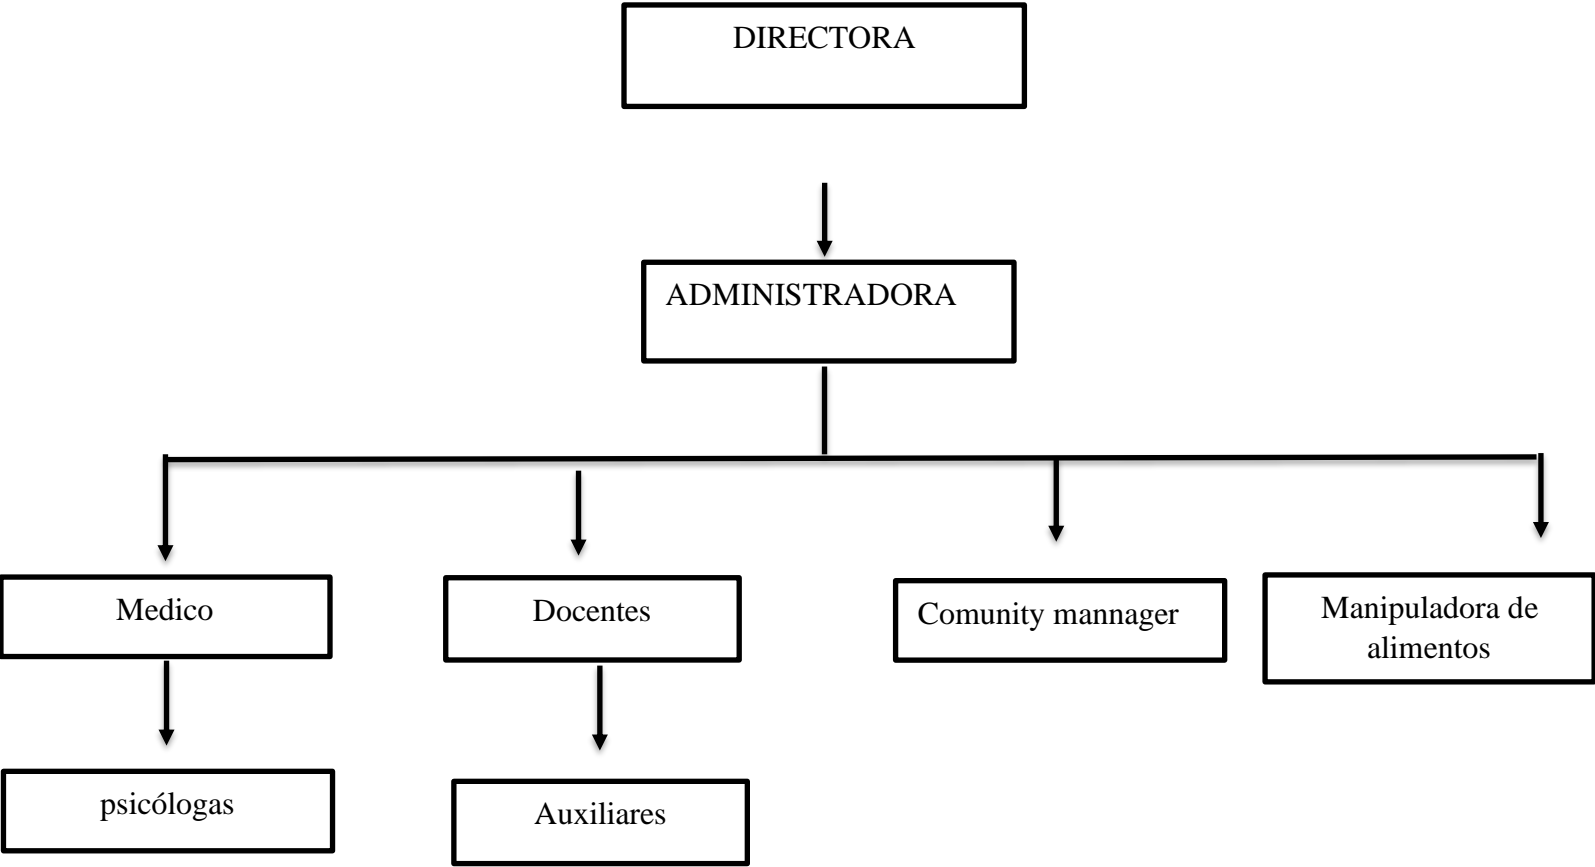 DIRECTORA
ADMINISTRADORA
Medico
Docentes
Comunity mannager
Manipuladora de
alimentos
psicólogas
Auxiliares